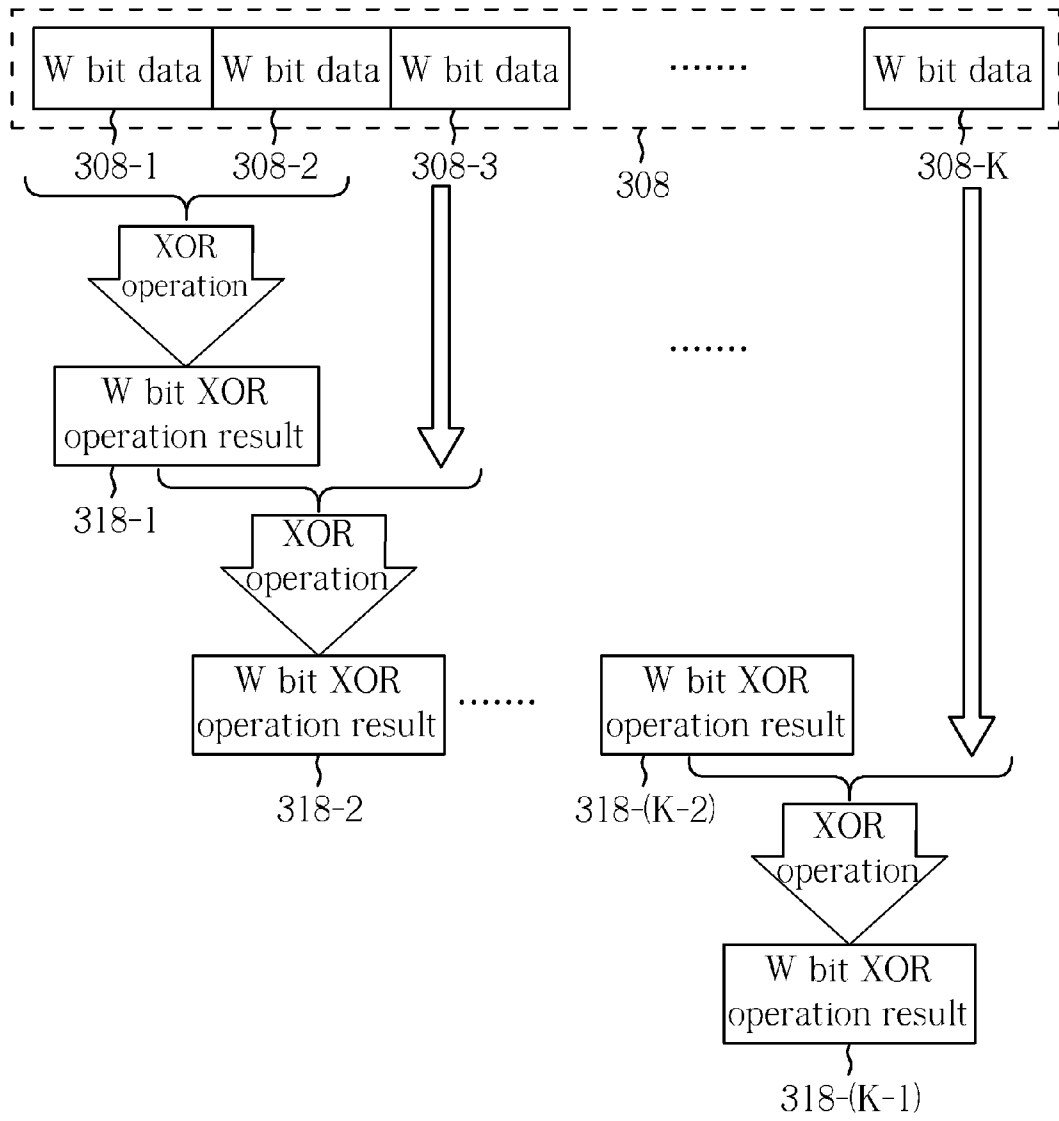 W bit data W bit data W bit data ....... W bit data
308-1 308-2 308-3 308 308-K
XOR
operation
.......
W bit XOR
operation result
318-1
XOR
operation
W bit XOR
operation result
318-2
.......
W bit XOR
operation result
318-(K-2)
XOR
operation
W bit XOR
operation result
318-(K-1)